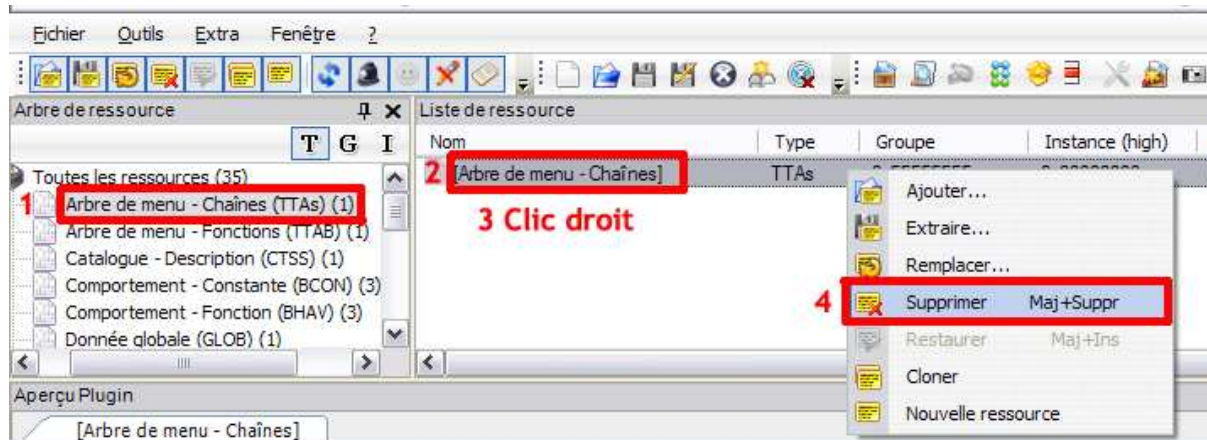 Fichier Outils Extra Fenêtre ?
Arbre de ressource
Liste de ressource
T G I
Nom Type Groupe Instance (high)
Toutes les ressources (35)
2 [Arbre de menu - Chaînes] TTAs
1 Arbre de menu - Chaînes (TTAs) (1)
Arbre de menu - Fonctions (TTAB) (1)
Catalogue - Description (CTSS) (1)
Comportement - Constante (BCON) (3)
Comportement - Fonction (BHAV) (3)
Donnée globale (GLOB) (1)
3 Clic droit
Ajouter...
Extraire...
Remplacer...
4 Supprimer Maj+Suppr
Restaurer Maj+Ins
Cloner
Nouvelle ressource
Aperçu Plugin
[Arbre de menu - Chaînes]